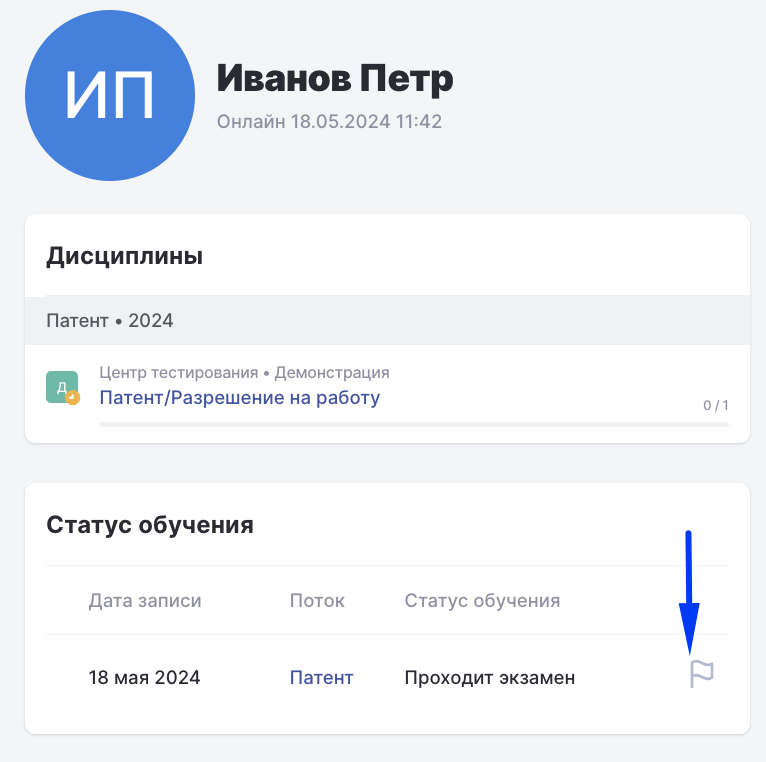 ИП
Иванов Петр
Онлайн 18.05.2024 11:42
Дисциплины
Патент • 2024
Д
Центр тестирования • Демонстрация
Патент/Разрешение на работу
0 / 1
Статус обучения
Дата записи Поток Статус обучения
18 мая 2024 Патент Проходит экзамен